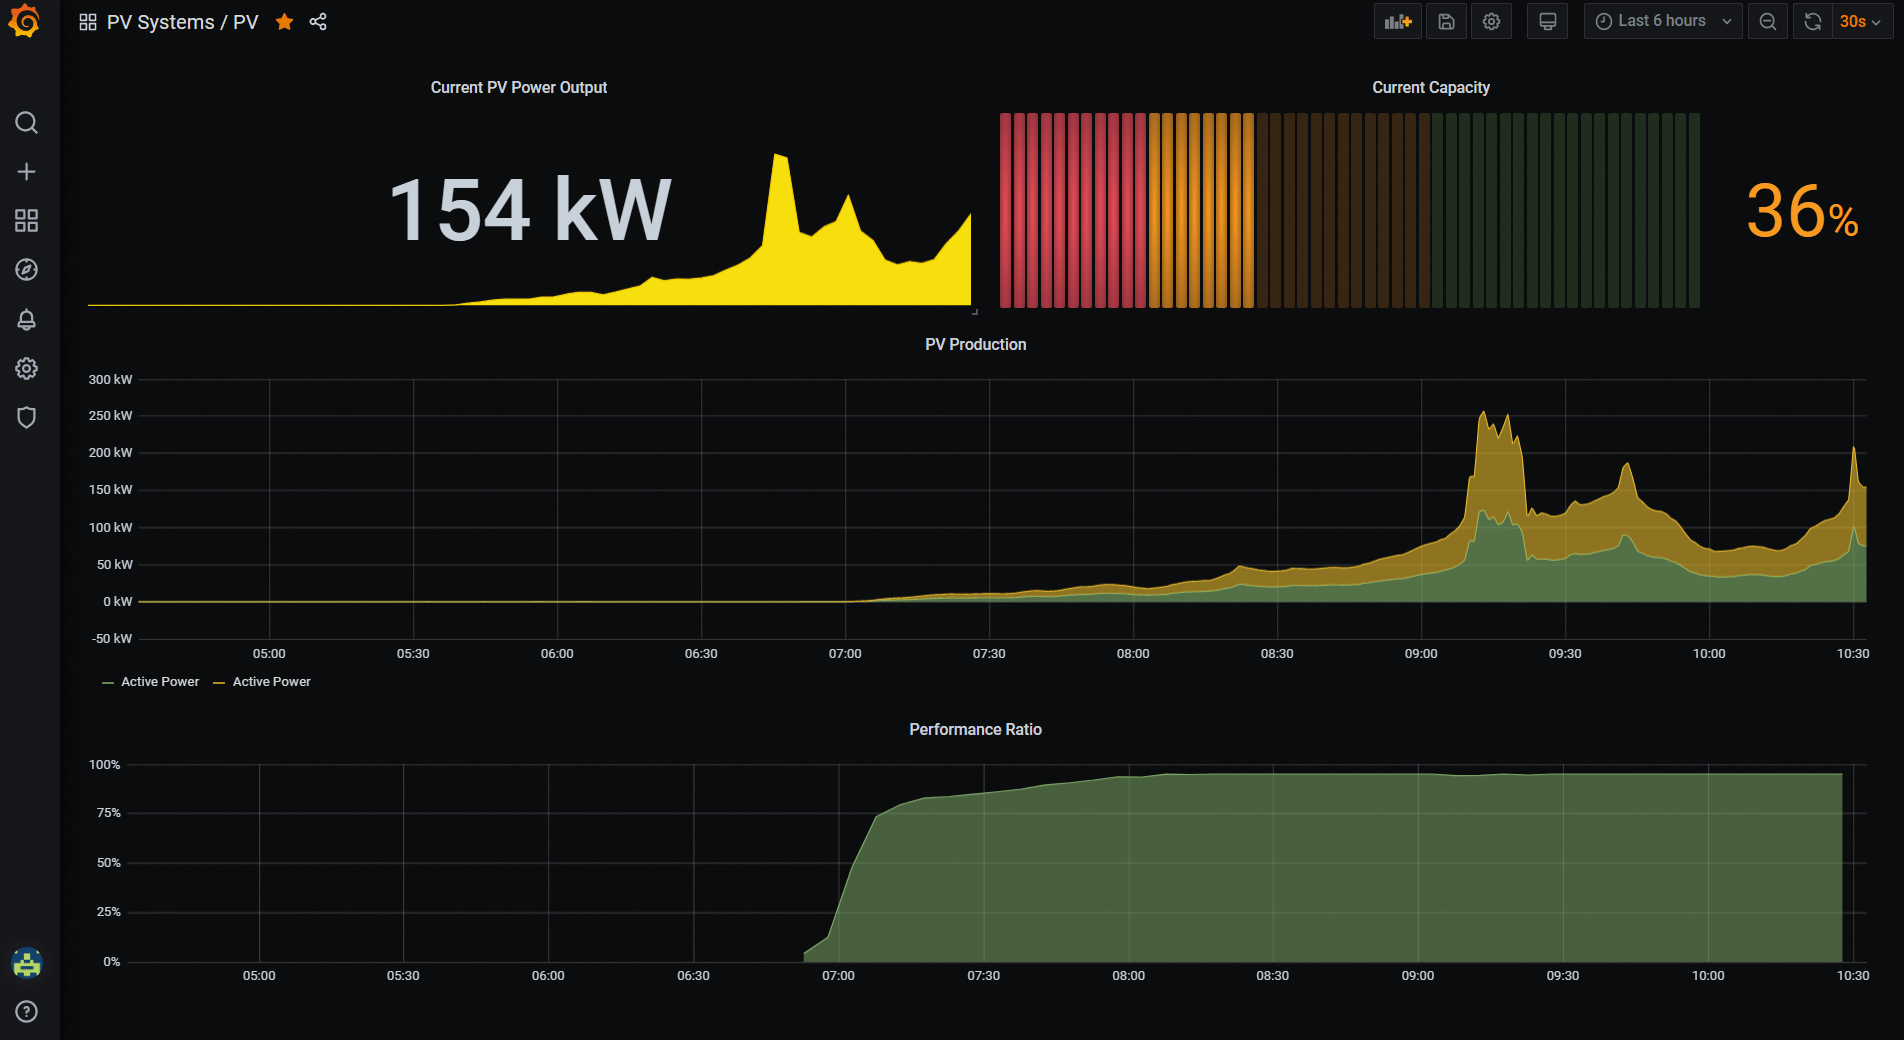 PV Systems / PV
Last 6 hours
30s
Current PV Power Output
154 kW
Current Capacity
36%
PV Production
300 kW
250 kW
200 kW
150 kW
100 kW
50 kW
0 kW
-50 kW
05:00 05:30 06:00 06:30 07:00 07:30 08:00 08:30 09:00 09:30 10:00 10:30
Active Power Active Power
Performance Ratio
100%
75%
50%
25%
0%
05:00 05:30 06:00 06:30 07:00 07:30 08:00 08:30 09:00 09:30 10:00 10:30